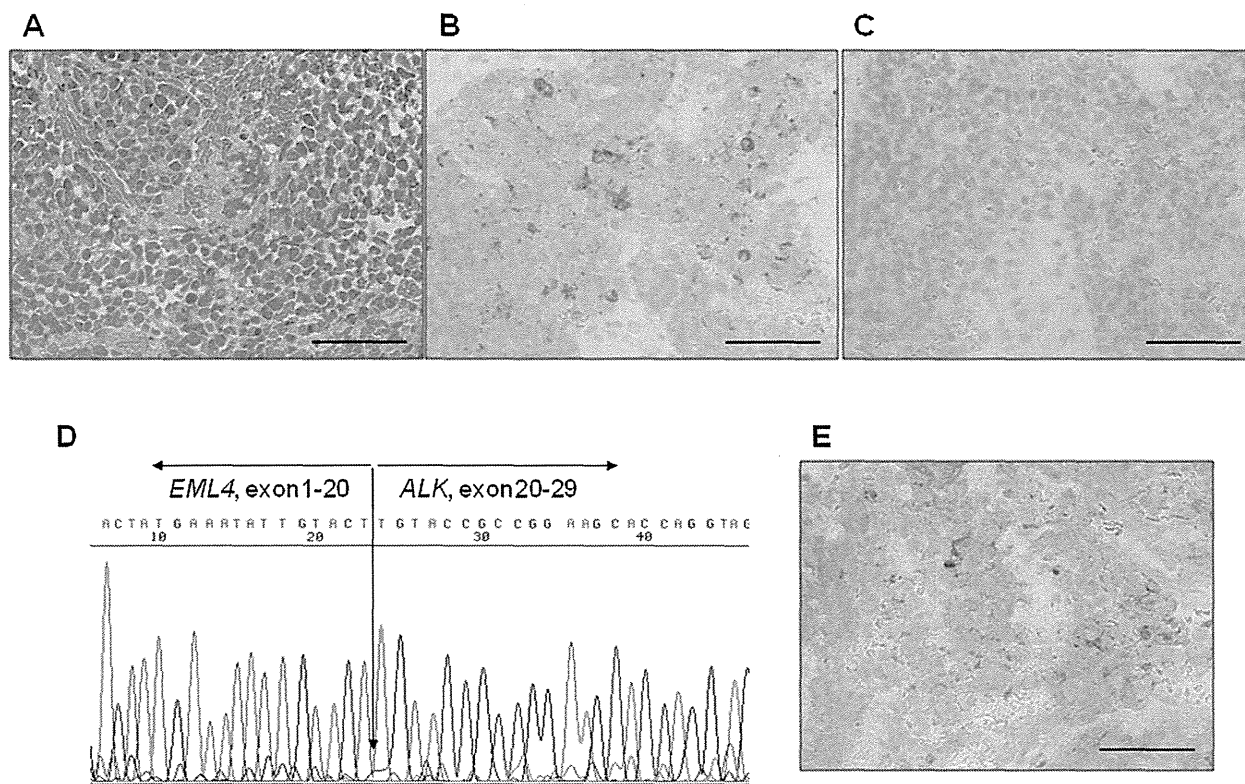 A
B
C
D
EML4, exon1-20 ALK, exon20-29
ACTATGAAATATTGTACTTGTACCGCCGGAAGCACCAGGTAG
10 20 30 40
E